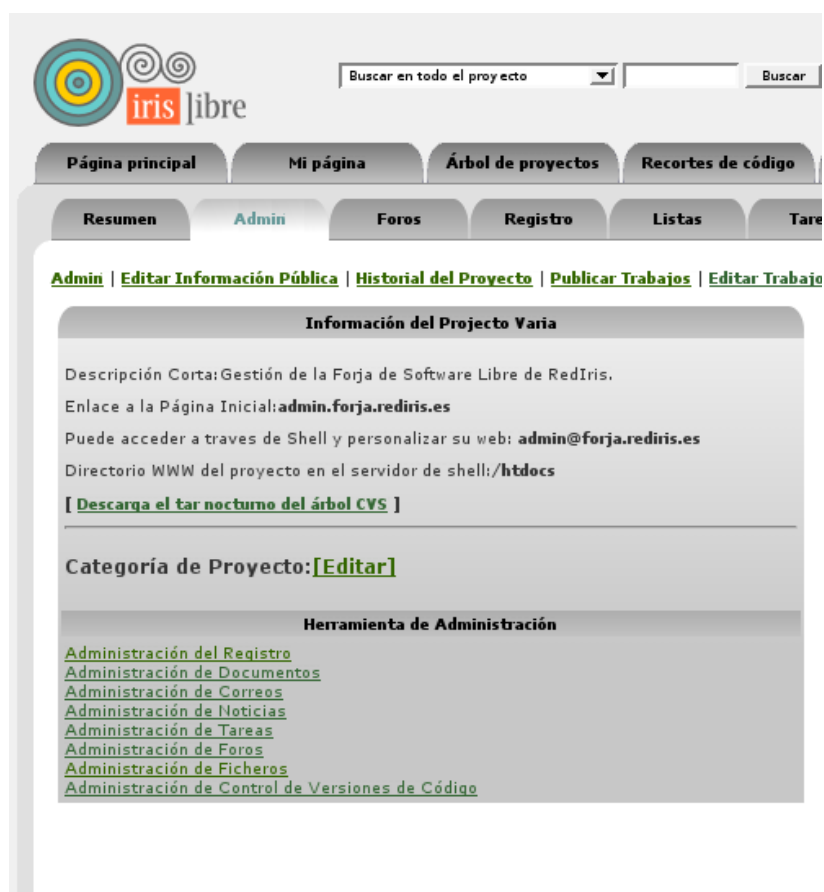 iris libre
Buscar en todo el proyecto Buscar
Página principal Mi página Árbol de proyectos Recortes de código
Resumen Admin Foros Registro Listas Tare
Admin | Editar Información Pública | Historial del Proyecto | Publicar Trabajos | Editar Trabajo
Información del Projecto Varia
Descripción Corta:Gestión de la Forja de Software Libre de RedIris.
Enlace a la Página Inicial:admin.forja.rediris.es
Puede acceder a traves de Shell y personalizar su web: admin@forja.rediris.es
Directorio WWW del proyecto en el servidor de shell:/htdocs
[ Descarga el tar nocturno del árbol CVS ]
Categoría de Proyecto:[Editar]
Herramienta de Administración
Administración del Registro
Administración de Documentos
Administración de Correos
Administración de Noticias
Administración de Tareas
Administración de Foros
Administración de Ficheros
Administración de Control de Versiones de Código